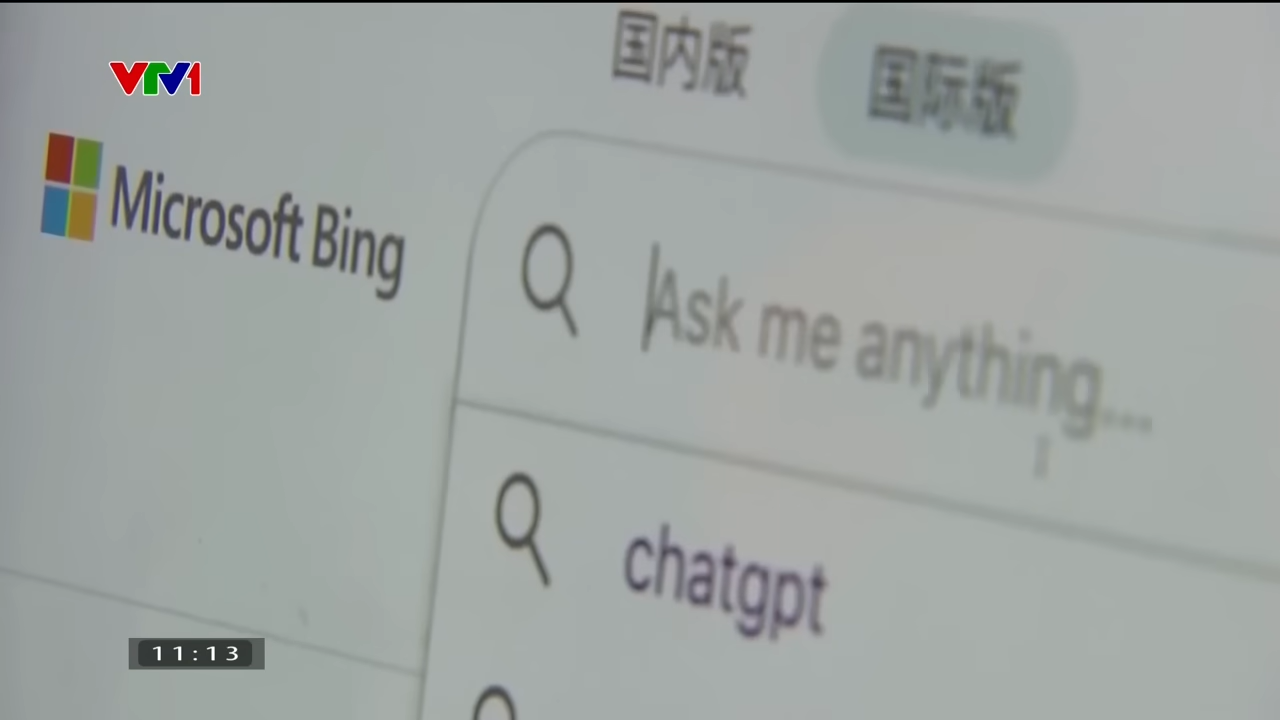 VTV1
国内版
国际版
Microsoft Bing
Ask me anything...
chatgpt
11:13